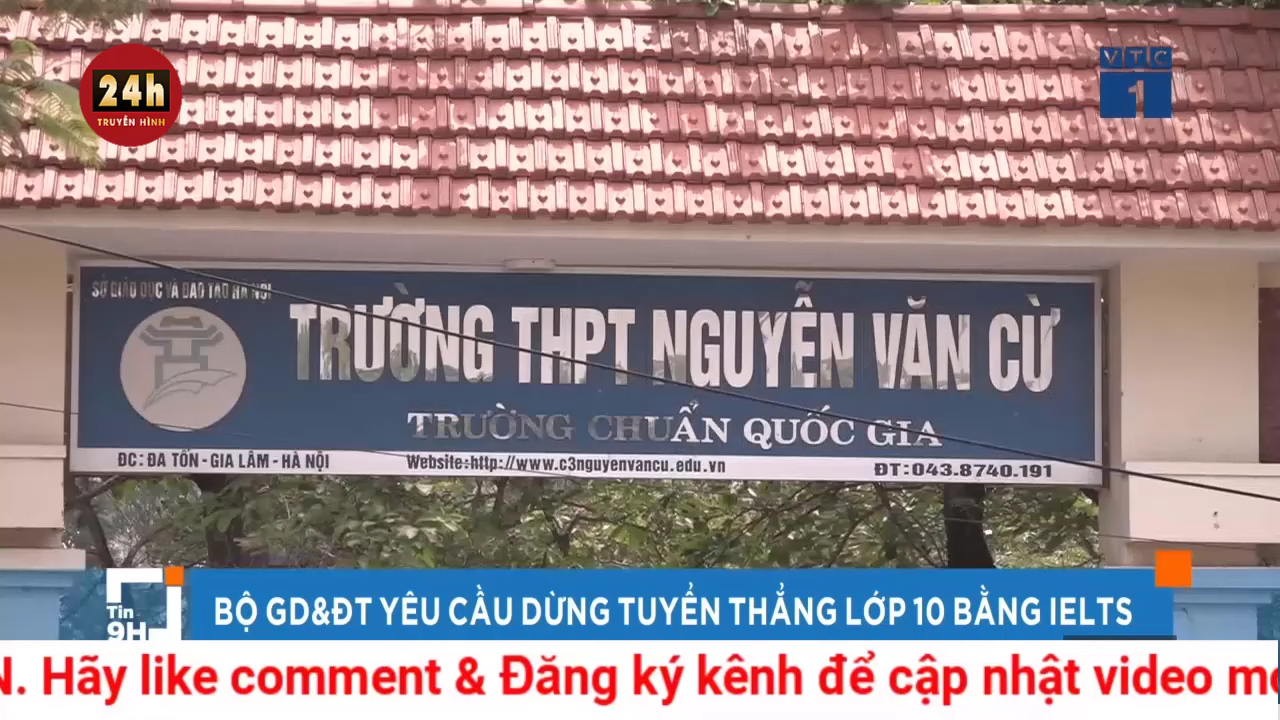 24h
TRUYỀN HÌNH
VTC
1
SỞ GIÁO DỤC VÀ ĐÀO TẠO HÀ NỘI
TRƯỜNG THPT NGUYỄN VĂN CỪ
TRƯỜNG CHUẨN QUỐC GIA
ĐC: ĐA TỐN - GIA LÂM - HÀ NỘI
Website:http://www.c3nguyenvancu.edu.vn
ĐT:043.8740.191
Tin
9H
BỘ GD&ĐT YÊU CẦU DỪNG TUYỂN THẲNG LỚP 10 BẰNG IELTS
N. Hãy like comment & Đăng ký kênh để cập nhật video